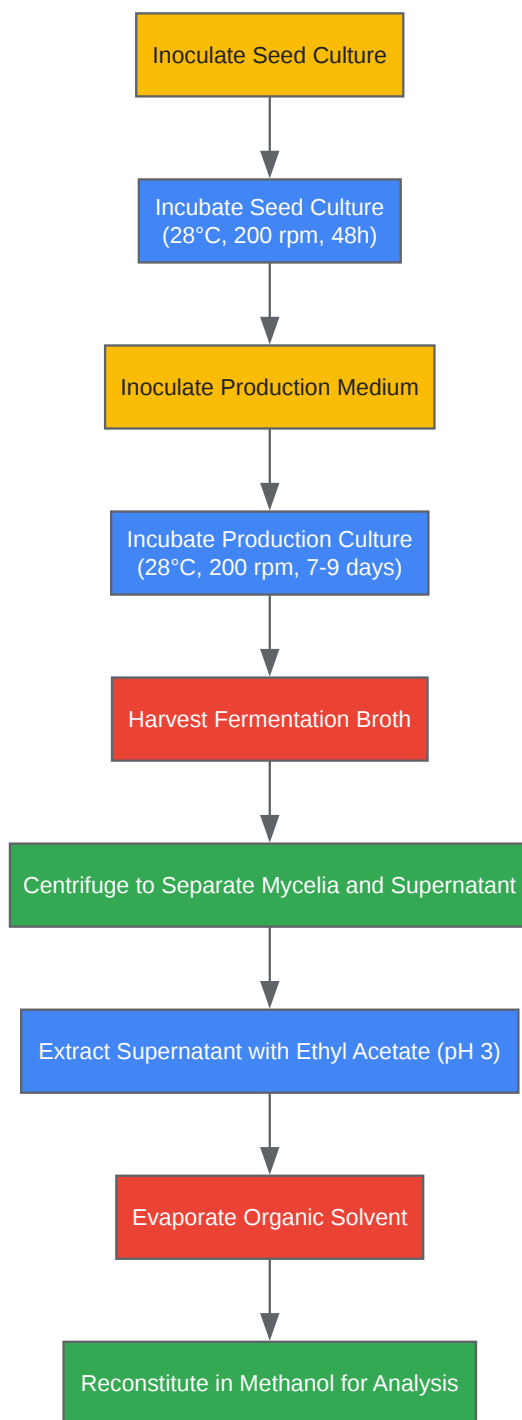 Inoculate Seed Culture
Incubate Seed Culture
(28°C, 200 rpm, 48h)
Inoculate Production Medium
Incubate Production Culture
(28°C, 200 rpm, 7-9 days)
Harvest Fermentation Broth
Centrifuge to Separate Mycelia and Supernatant
Extract Supernatant with Ethyl Acetate (pH 3)
Evaporate Organic Solvent
Reconstitute in Methanol for Analysis